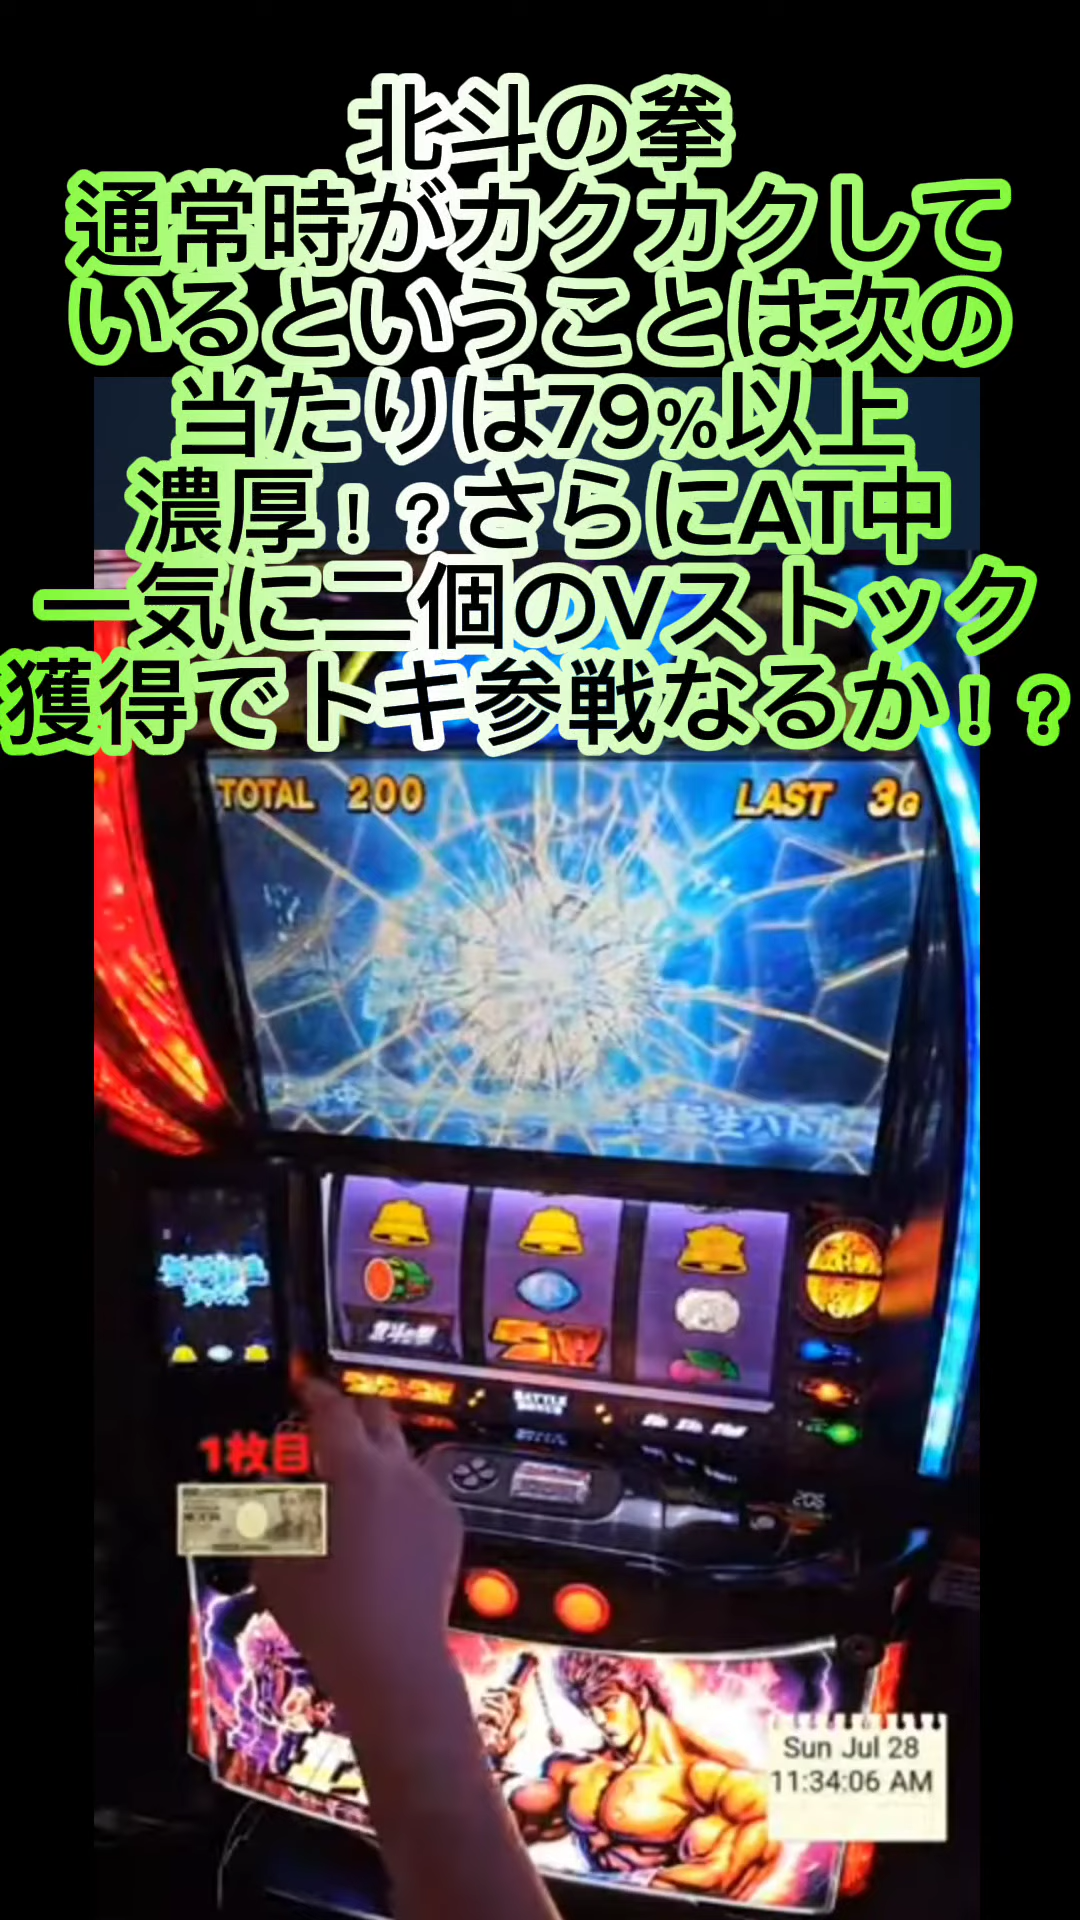 北斗の拳
通常時がカクカクして
いるということは次の
当たりは79%以上
濃厚！？さらにAT中
一気に二個のVストック
獲得でトキ参戦なるか！？
TOTAL 200
LAST 3G
BATTLE BONUS
1枚目
206
Sun Jul 28
11:34:06 AM